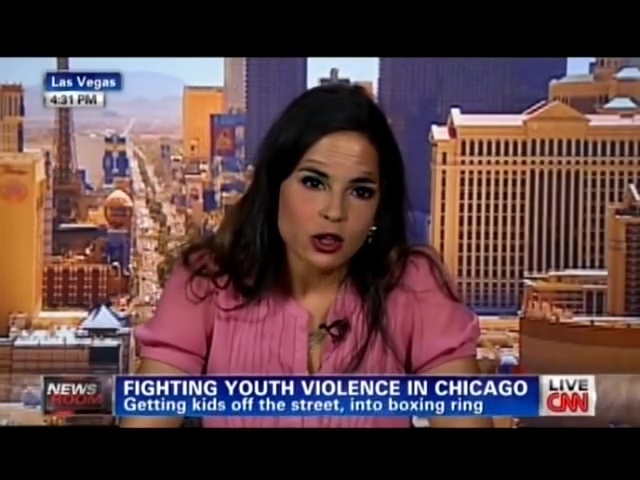 Las Vegas
4:31 PM
NEWS
ROOM
FIGHTING YOUTH VIOLENCE IN CHICAGO
Getting kids off the street, into boxing ring
LIVE
CNN